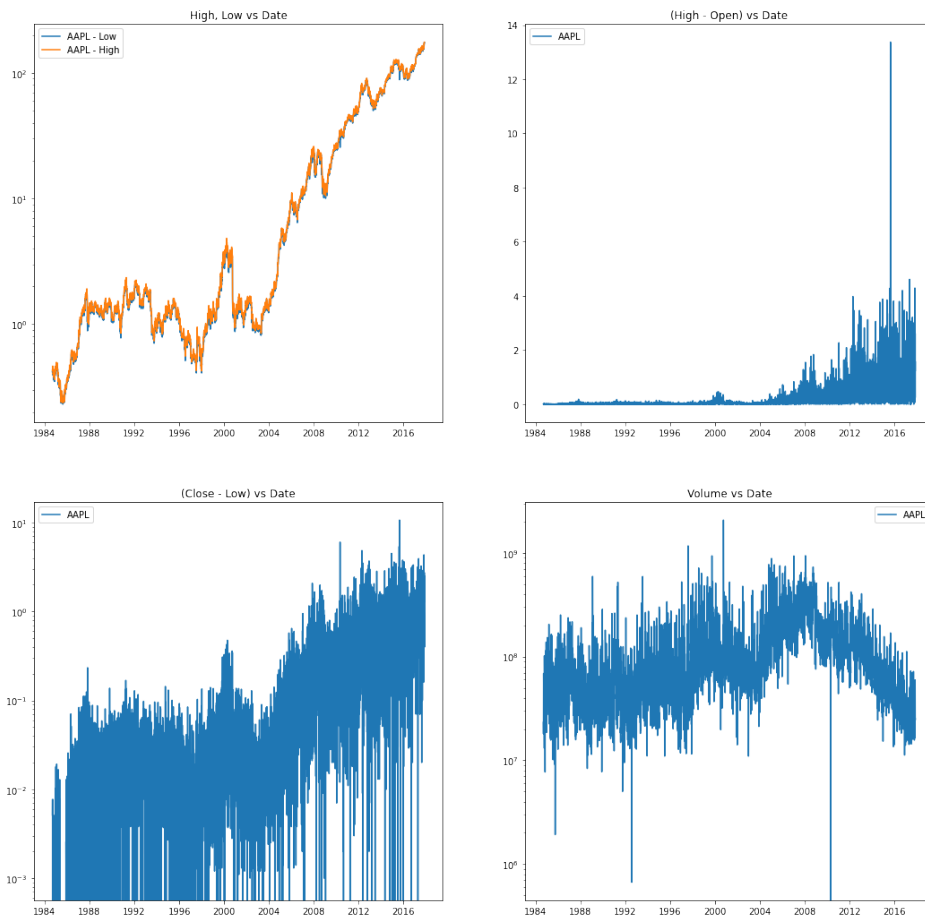 High, Low vs Date
AAPL - Low
AAPL - High
10²
10¹
10⁰
1984 1988 1992 1996 2000 2004 2008 2012 2016
(High - Open) vs Date
AAPL
14
12
10
8
6
4
2
0
1984 1988 1992 1996 2000 2004 2008 2012 2016
(Close - Low) vs Date
AAPL
10¹
10⁰
10⁻¹
10⁻²
10⁻³
1984 1988 1992 1996 2000 2004 2008 2012 2016
Volume vs Date
AAPL
10⁹
10⁸
10⁷
10⁶
1984 1988 1992 1996 2000 2004 2008 2012 2016